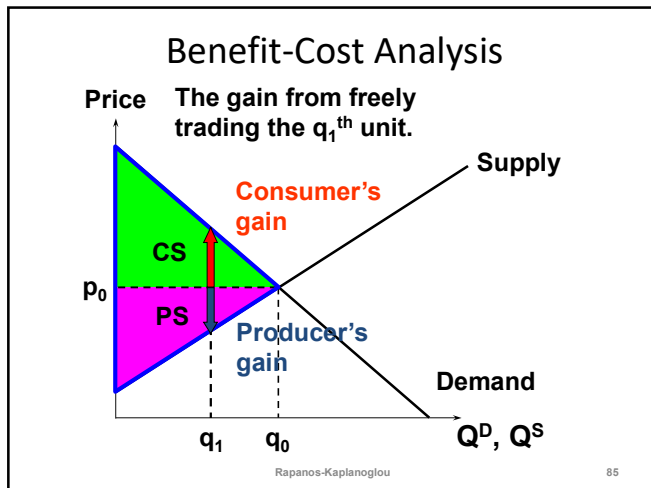 Benefit-Cost Analysis
Price
The gain from freely
trading the q₁ᵗʰ unit.
Supply
Consumer's
gain
CS
p₀
PS
Producer's
gain
Demand
q₁
q₀
Qᴰ, Qˢ
Rapanos-Kaplanoglou
85